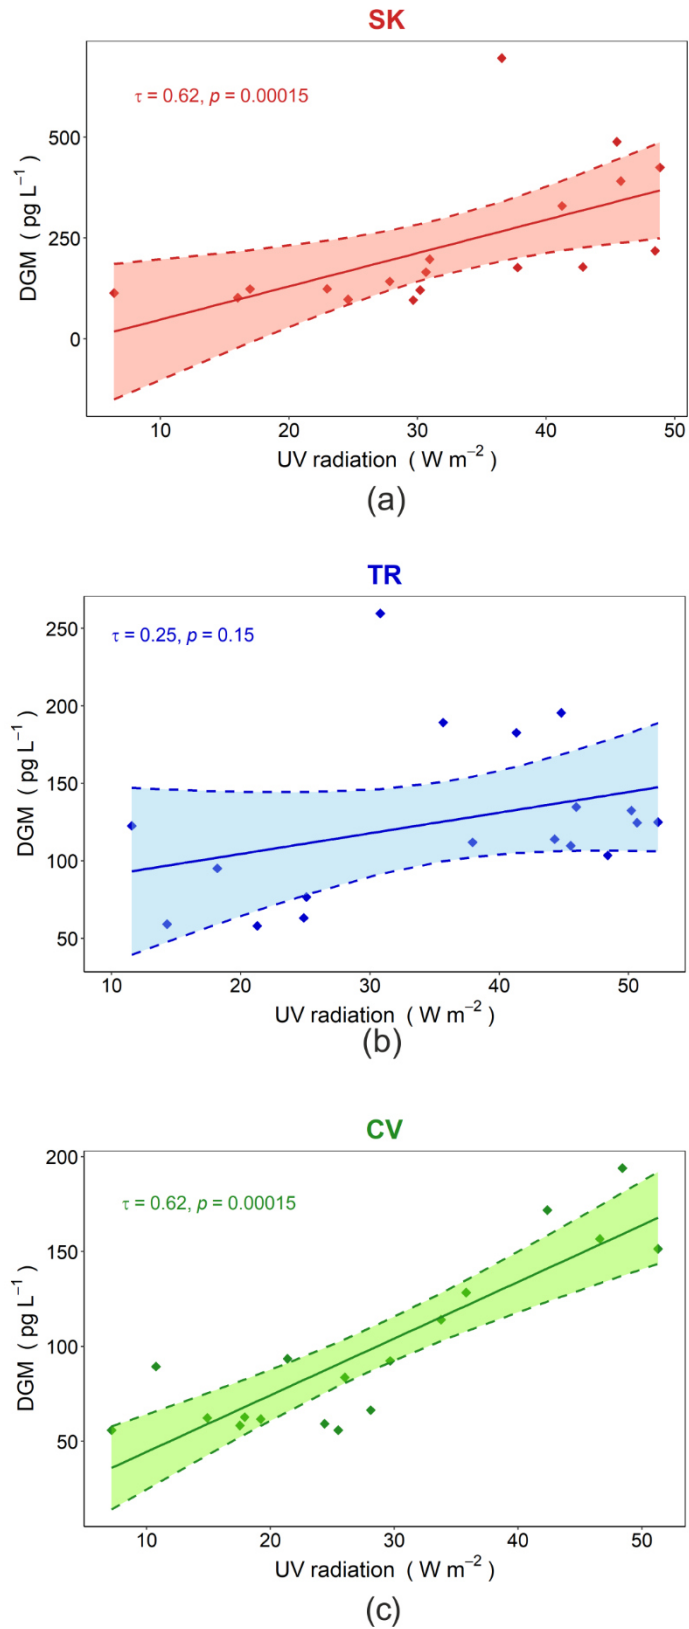 SK
τ = 0.62, p = 0.00015
DGM ( pg L⁻¹ )
500
250
0
10 20 30 40 50
UV radiation ( W m⁻² )
(a)
TR
τ = 0.25, p = 0.15
DGM ( pg L⁻¹ )
250
200
150
100
50
10 20 30 40 50
UV radiation ( W m⁻² )
(b)
CV
τ = 0.62, p = 0.00015
DGM ( pg L⁻¹ )
200
150
100
50
10 20 30 40 50
UV radiation ( W m⁻² )
(c)